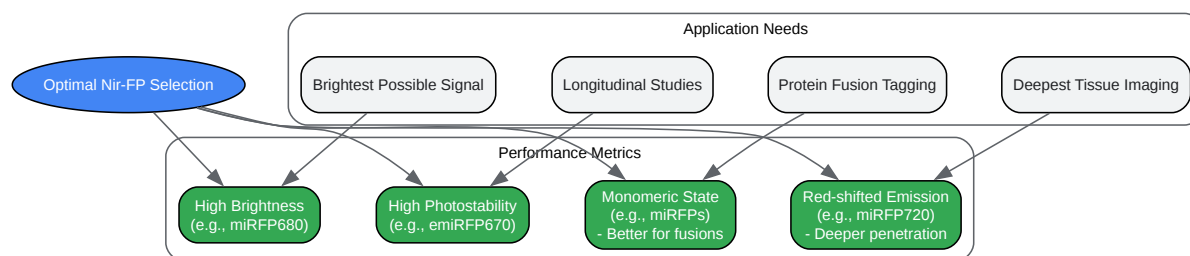 Application Needs
Optimal Nir-FP Selection
Brightest Possible Signal
Longitudinal Studies
Protein Fusion Tagging
Deepest Tissue Imaging
Performance Metrics
High Brightness
(e.g., miRFP680)
High Photostability
(e.g., emiRFP670)
Monomeric State
(e.g., miRFPs)
- Better for fusions
Red-shifted Emission
(e.g., miRFP720)
- Deeper penetration